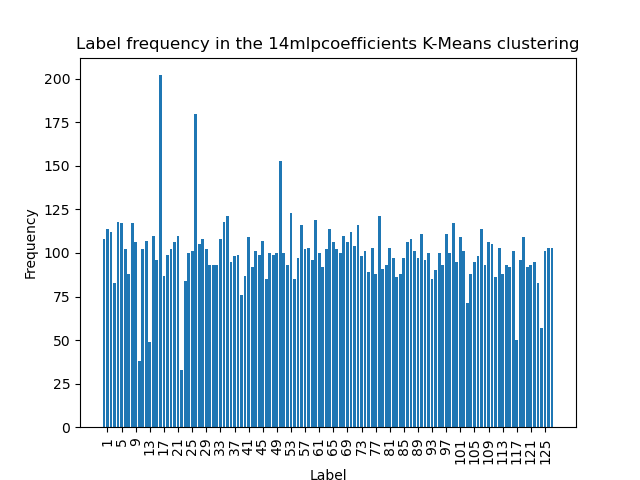 Label frequency in the 14mlpcoefficients K-Means clustering
200
175
150
125
100
75
50
25
0
Frequency
1 5 9 13 17 21 25 29 33 37 41 45 49 53 57 61 65 69 73 77 81 85 89 93 97 101 105 109 113 117 121 125
Label